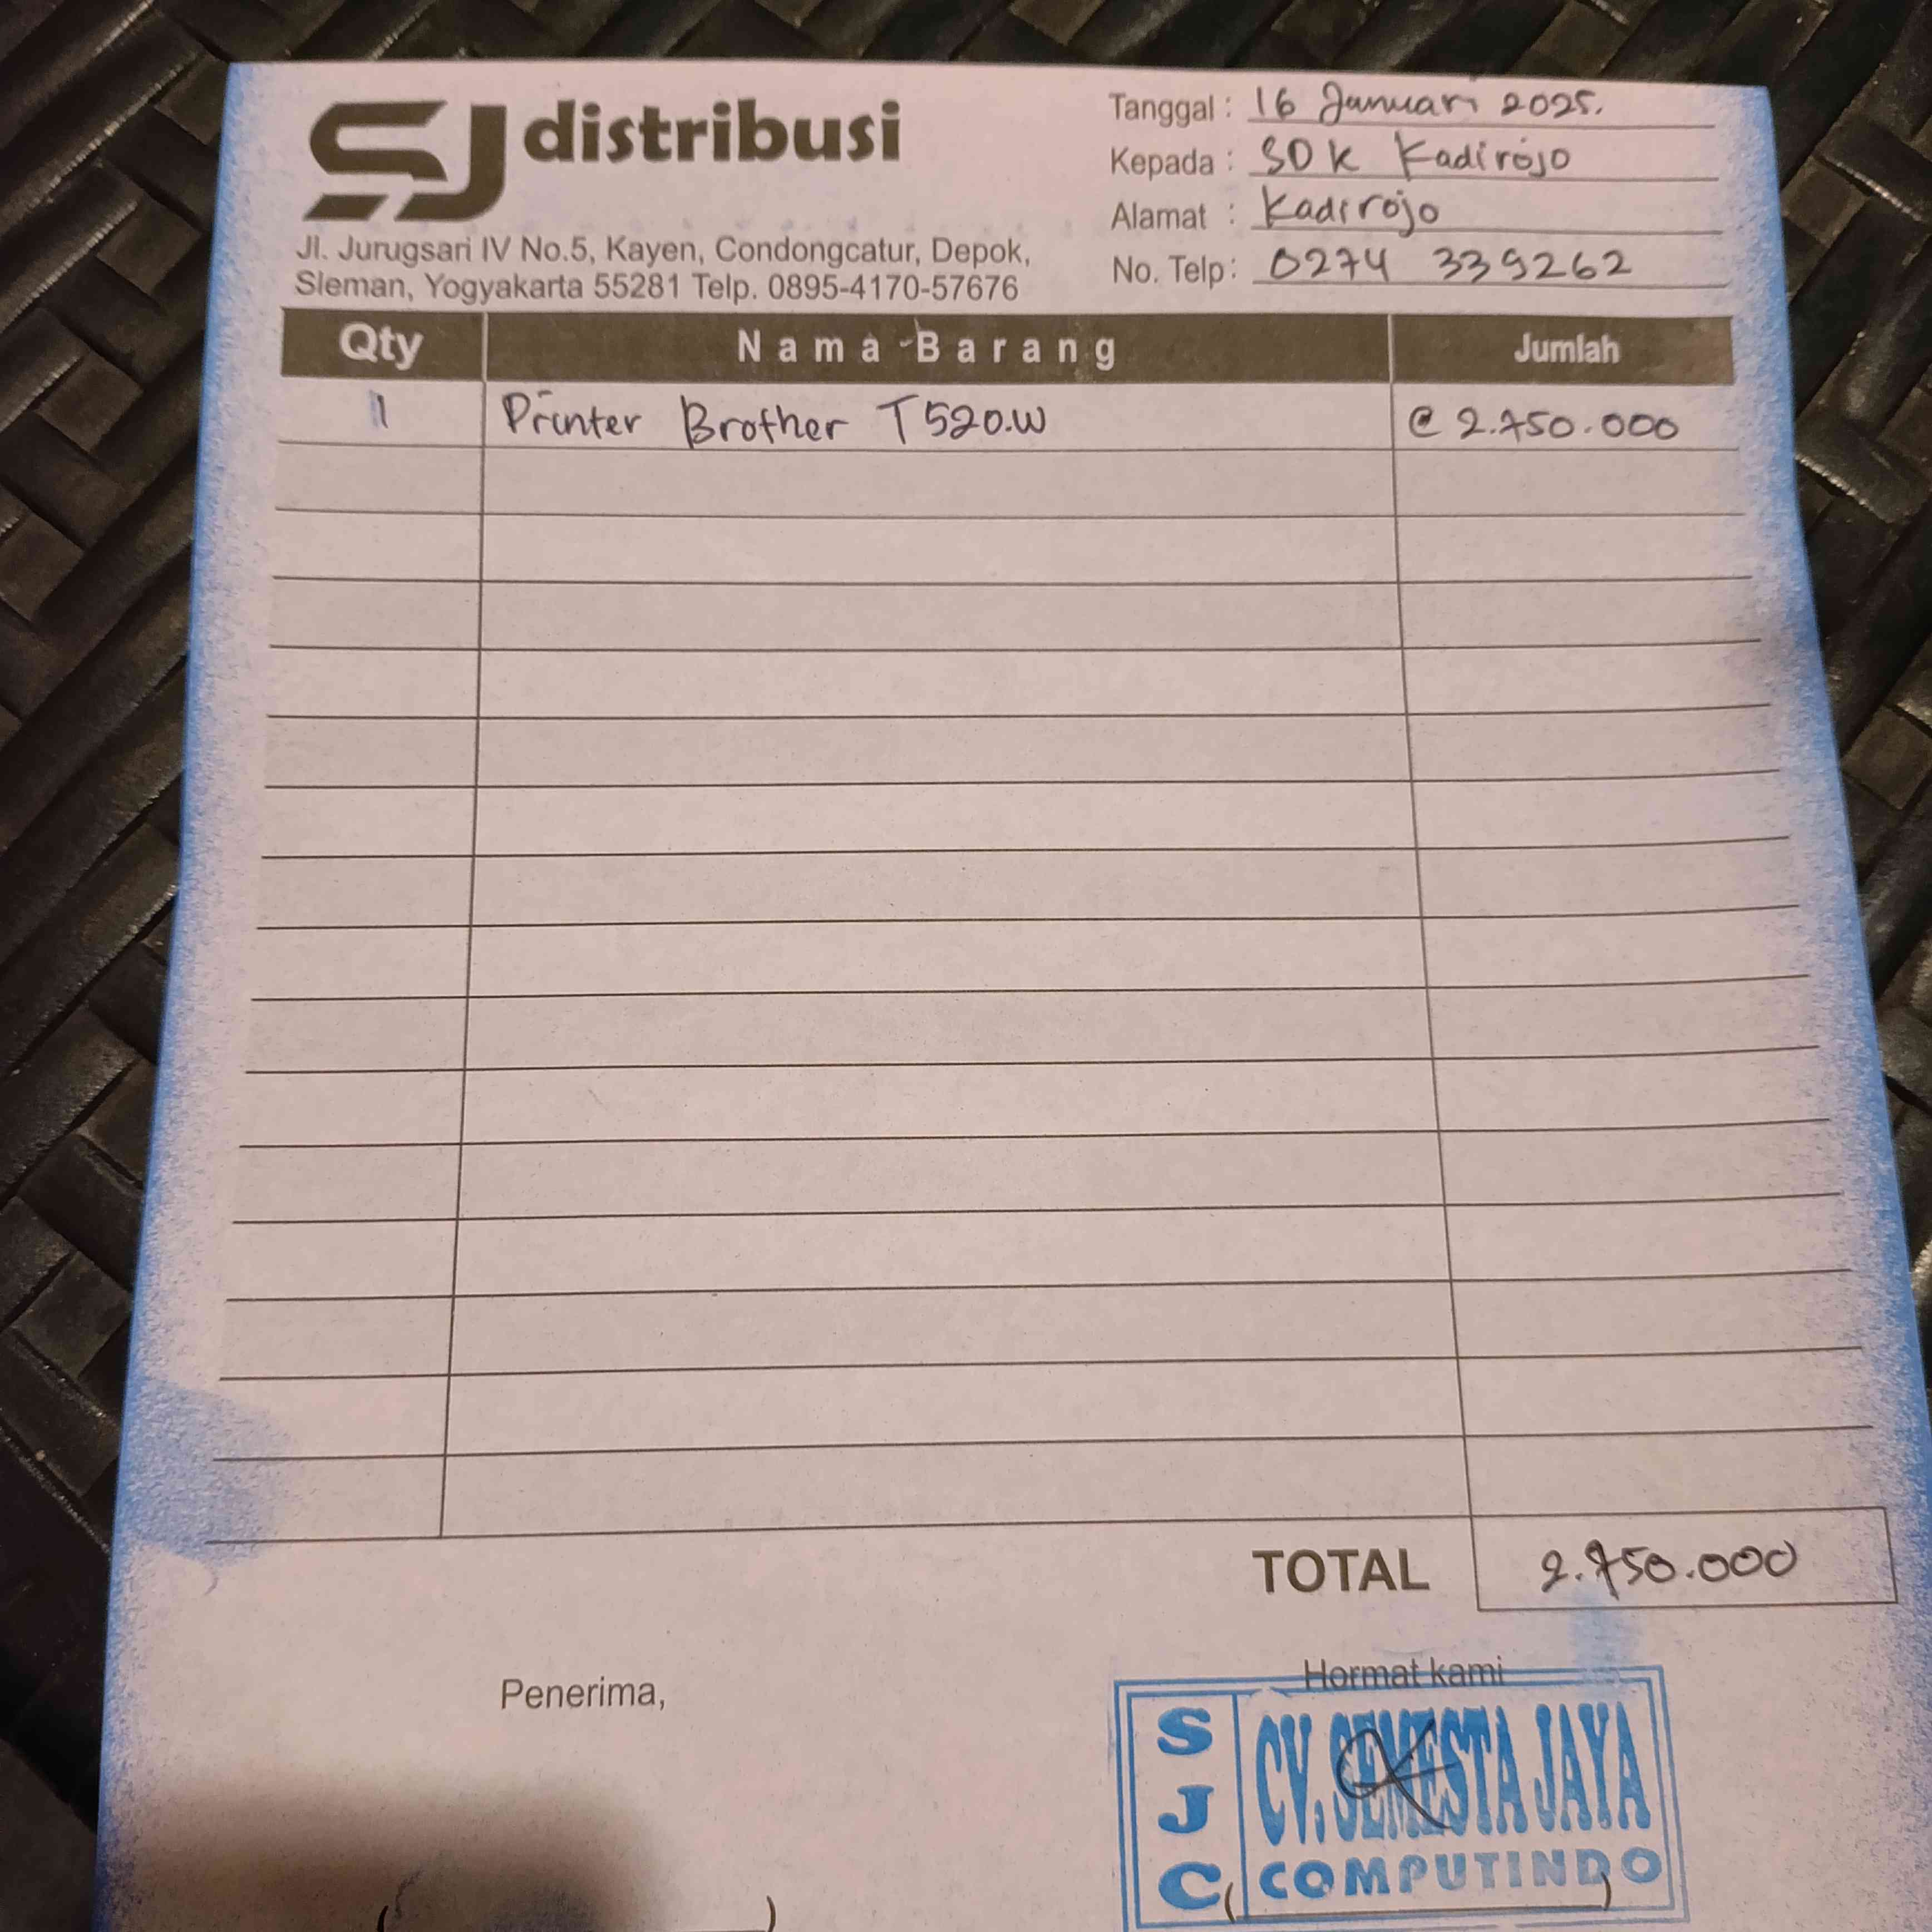 SJ distribusi
Jl. Jurugsari IV No.5, Kayen, Condongcatur, Depok,
Sleman, Yogyakarta 55281 Telp. 0895-4170-57676
Tanggal : 16 Januari 2025.
Kepada : SDK Kadirojo
Alamat : Kadirojo
No. Telp: 0274 339262
Qty Nama Barang Jumlah
1 Printer Brother T520.W @ 2.750.000
TOTAL 2.750.000
Penerima,
Hormat kami
SJC
CV. SEMESTA JAYA
COMPUTINDO
( )
( )